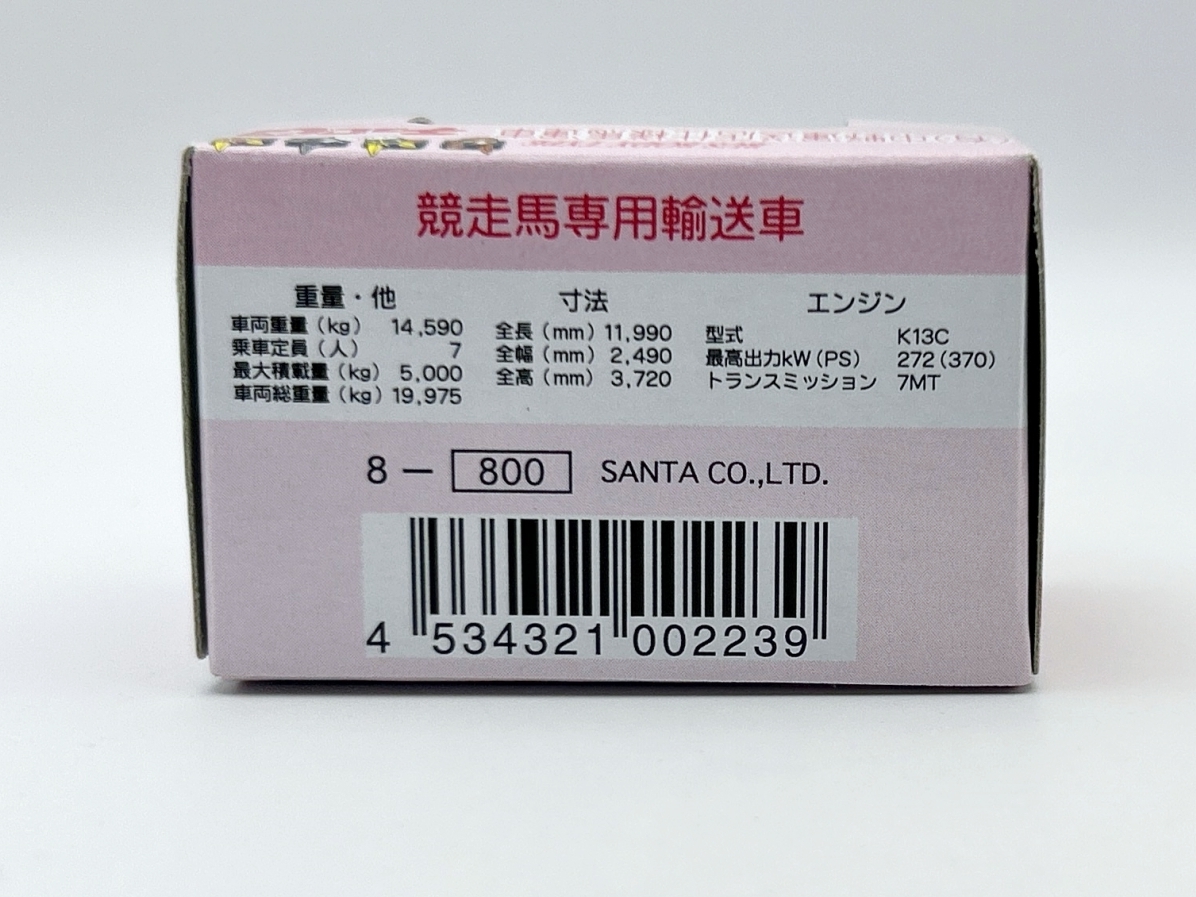 競走馬専用輸送車
重量・他
車両重量(kg) 14,590
乗車定員(人) 7
最大積載量(kg) 5,000
車両総重量(kg) 19,975
寸法
全長(mm) 11,990
全幅(mm) 2,490
全高(mm) 3,720
エンジン
型式 K13C
最高出力kW(PS) 272(370)
トランスミッション 7MT
8 - 800 SANTA CO.,LTD.
4 534321 002239